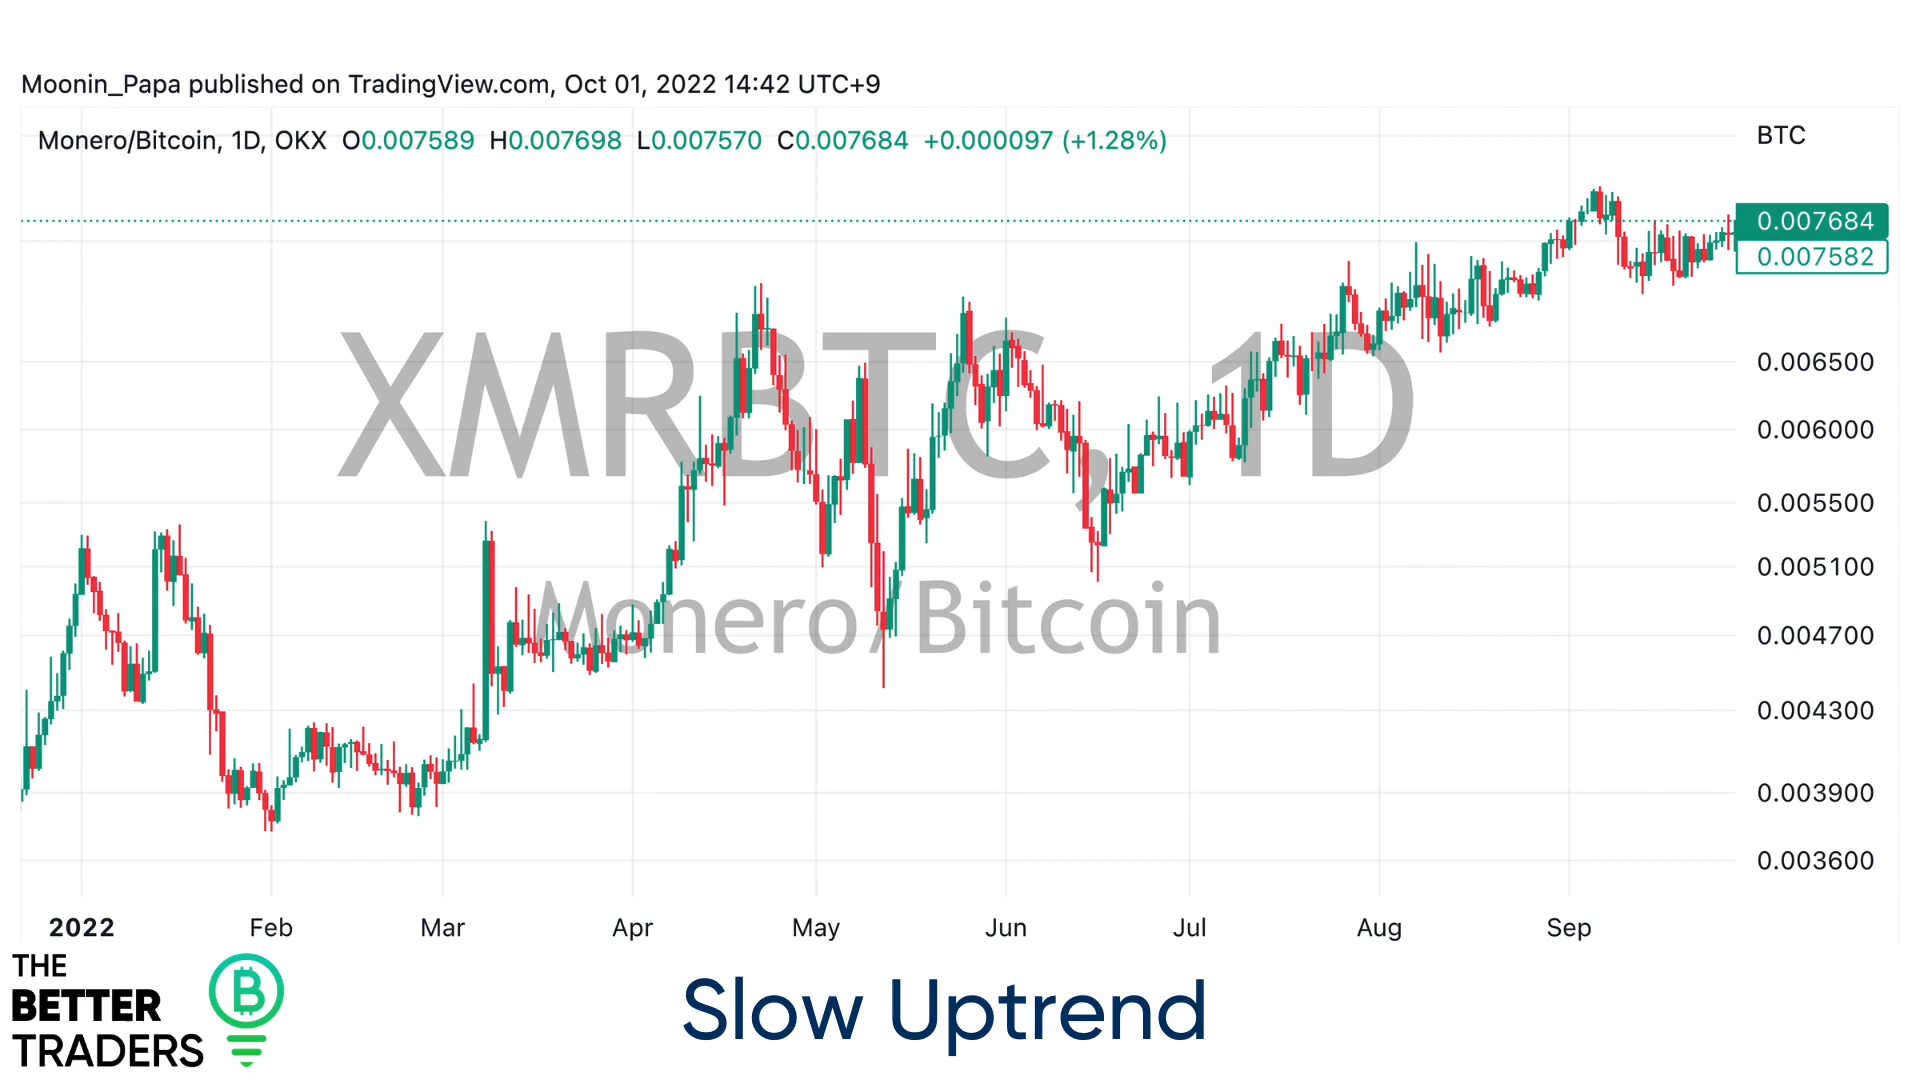 Moonin_Papa published on TradingView.com, Oct 01, 2022 14:42 UTC+9
Monero/Bitcoin, 1D, OKX O0.007589 H0.007698 L0.007570 C0.007684 +0.000097 (+1.28%)
BTC
0.007684
0.007582
XMRBTC, 1D
Monero/Bitcoin
0.006500
0.006000
0.005500
0.005100
0.004700
0.004300
0.003900
0.003600
2022 Feb Mar Apr May Jun Jul Aug Sep
THE
BETTER
TRADERS
Slow Uptrend